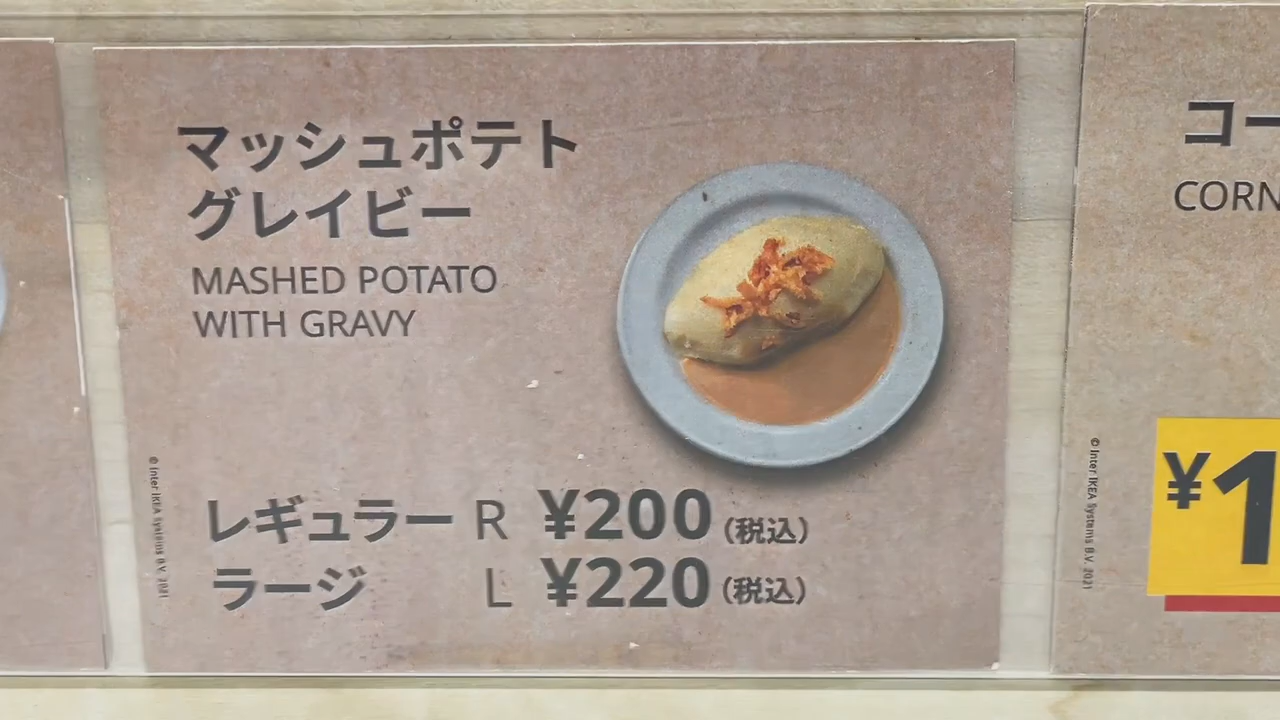 マッシュポテト
グレイビー
MASHED POTATO
WITH GRAVY
レギュラー R ¥200 (税込)
ラージ L ¥220 (税込)
© Inter IKEA Systems B.V. 2021
コー
CORN
¥1
© Inter IKEA Systems B.V. 2021